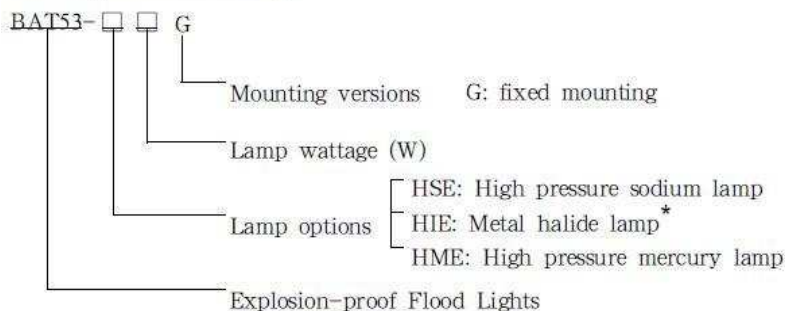 BAT53-□ □ G
Mounting versions G: fixed mounting
Lamp wattage (W)
HSE: High pressure sodium lamp
Lamp options HIE: Metal halide lamp*
HME: High pressure mercury lamp
Explosion-proof Flood Lights